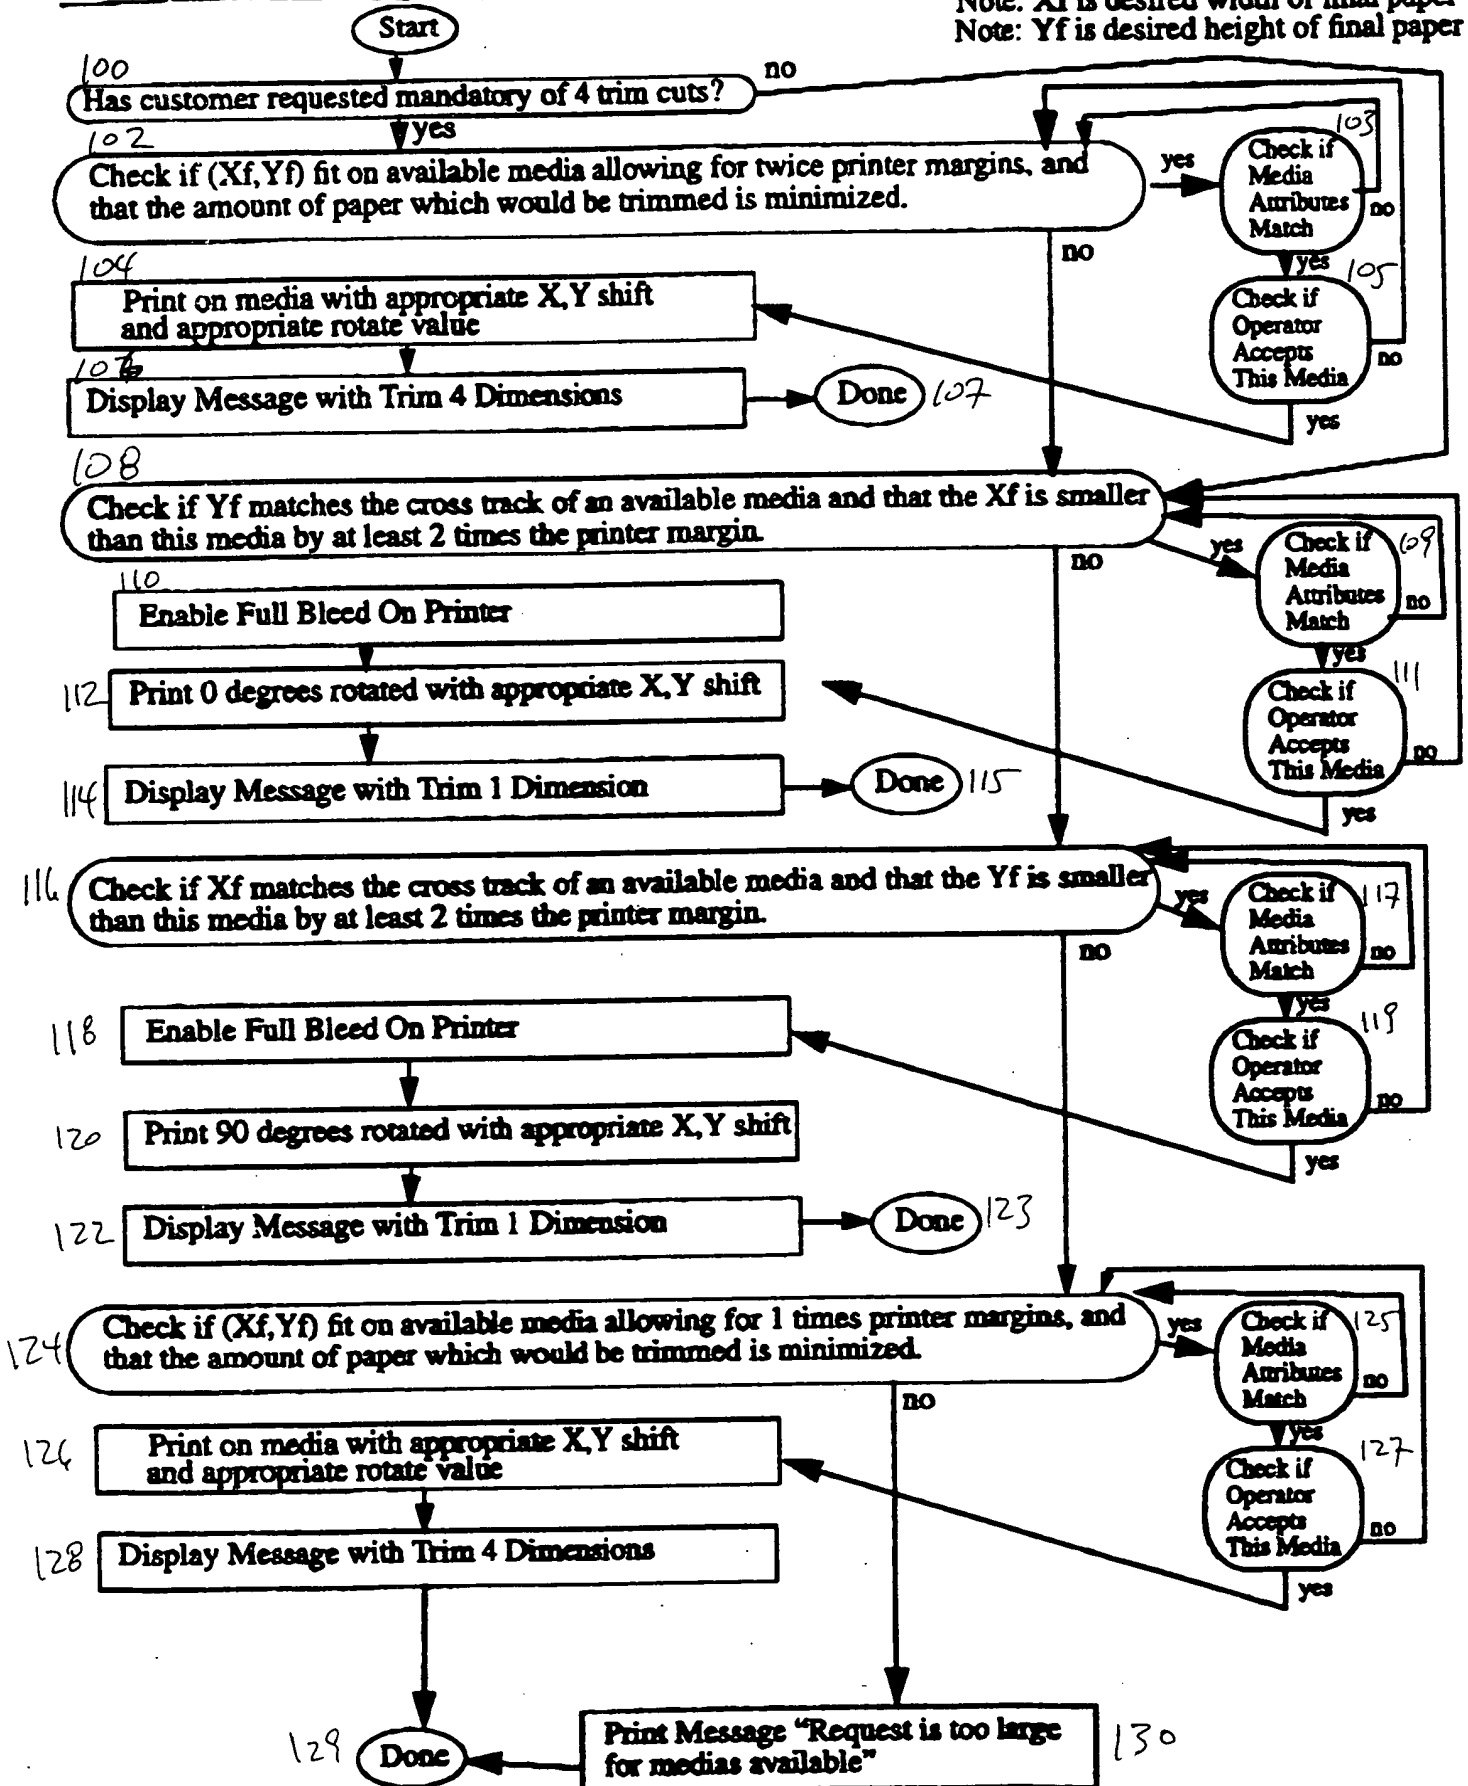 Note: Xf is desired width of final paper
Note: Yf is desired height of final paper
Start
100
Has customer requested mandatory of 4 trim cuts?
no
yes
102
Check if (Xf,Yf) fit on available media allowing for twice printer margins, and
that the amount of paper which would be trimmed is minimized.
yes
no
103
Check if
Media
Attributes
Match
no
yes
104
Print on media with appropriate X,Y shift
and appropriate rotate value
105
Check if
Operator
Accepts
This Media
no
yes
106
Display Message with Trim 4 Dimensions
Done
107
108
Check if Yf matches the cross track of an available media and that the Xf is smaller
than this media by at least 2 times the printer margin.
yes
no
109
Check if
Media
Attributes
Match
no
yes
110
Enable Full Bleed On Printer
111
Check if
Operator
Accepts
This Media
no
yes
112
Print 0 degrees rotated with appropriate X,Y shift
114
Display Message with Trim 1 Dimension
Done
115
116
Check if Xf matches the cross track of an available media and that the Yf is smaller
than this media by at least 2 times the printer margin.
yes
no
117
Check if
Media
Attributes
Match
no
yes
118
Enable Full Bleed On Printer
119
Check if
Operator
Accepts
This Media
no
yes
120
Print 90 degrees rotated with appropriate X,Y shift
122
Display Message with Trim 1 Dimension
Done
123
124
Check if (Xf,Yf) fit on available media allowing for 1 times printer margins, and
that the amount of paper which would be trimmed is minimized.
yes
no
125
Check if
Media
Attributes
Match
no
yes
126
Print on media with appropriate X,Y shift
and appropriate rotate value
127
Check if
Operator
Accepts
This Media
no
yes
128
Display Message with Trim 4 Dimensions
129
Done
Print Message “Request is too large
for medias available”
130